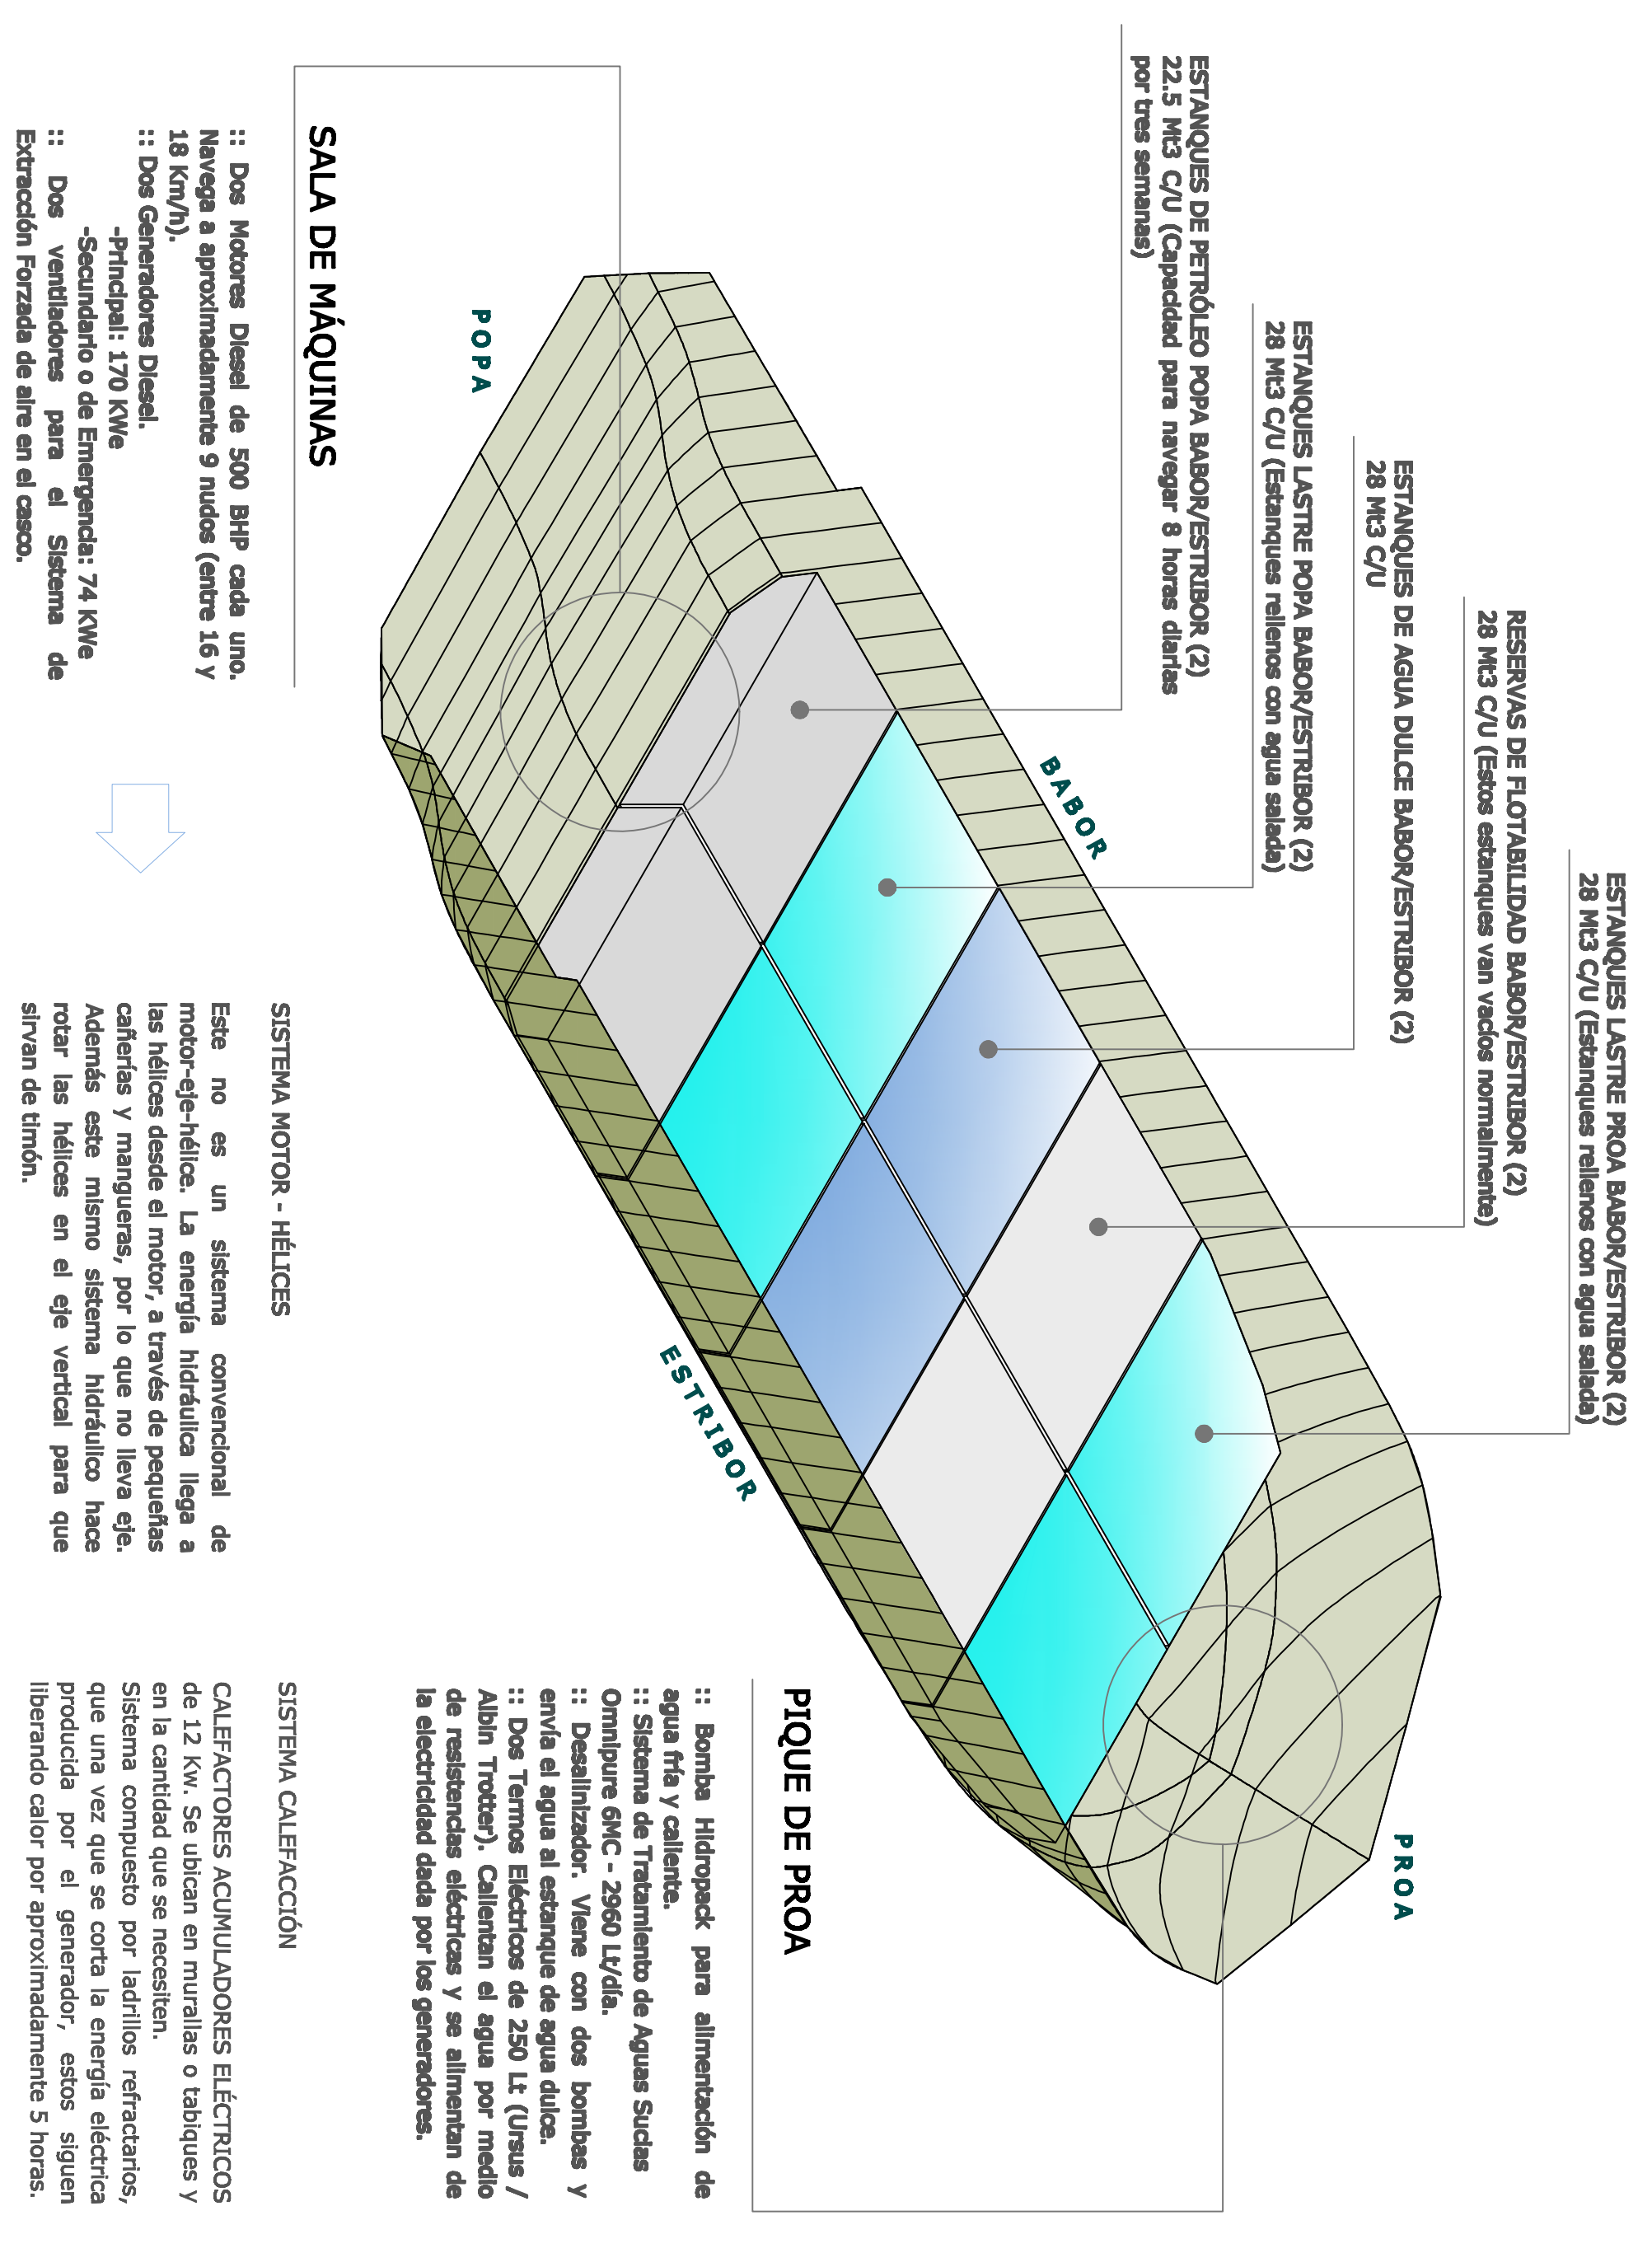 ESTANQUES LASTRE PROA BABOR/ESTRIBOR (2)
28 Mt3 C/U (Estanques rellenos con agua salada)
RESERVAS DE FLOTABILIDAD BABOR/ESTRIBOR (2)
28 Mt3 C/U (Estos estanques van vacíos normalmente)
ESTANQUES DE AGUA DULCE BABOR/ESTRIBOR (2)
28 Mt3 C/U
ESTANQUES LASTRE POPA BABOR/ESTRIBOR (2)
28 Mt3 C/U (Estanques rellenos con agua salada)
ESTANQUES DE PETRÓLEO POPA BABOR/ESTRIBOR (2)
22.5 Mt3 C/U (Capacidad para navegar 8 horas diarias
por tres semanas)
BABOR
PROA
POPA
ESTRIBOR
SALA DE MÁQUINAS
:: Dos Motores Diesel de 500 BHP cada uno.
Navega a aproximadamente 9 nudos (entre 16 y
18 Km/h).
:: Dos Generadores Diesel.
-Principal: 170 KWe
-Secundario o de Emergencia: 74 KWe
:: Dos ventiladores para el Sistema de
Extracción Forzada de aire en el casco.
SISTEMA MOTOR - HÉLICES
Este no es un sistema convencional de
motor-eje-hélice. La energía hidráulica llega a
las hélices desde el motor, a través de pequeñas
cañerías y mangueras, por lo que no lleva eje.
Además este mismo sistema hidráulico hace
rotar las hélices en el eje vertical para que
sirvan de timón.
PIQUE DE PROA
:: Bomba Hidropack para alimentación de
agua fría y caliente.
:: Sistema de Tratamiento de Aguas Sucias
Omnipure 6MC - 2960 Lt/día.
:: Desalinizador. Viene con dos bombas y
envía el agua al estanque de agua dulce.
:: Dos Termos Eléctricos de 250 Lt (Ursus /
Albin Trotter). Calientan el agua por medio
de resistencias eléctricas y se alimentan de
la electricidad dada por los generadores.
SISTEMA CALEFACCIÓN
CALEFACTORES ACUMULADORES ELÉCTRICOS
de 12 Kw. Se ubican en murallas o tabiques y
en la cantidad que se necesiten.
Sistema compuesto por ladrillos refractarios,
que una vez que se corta la energía eléctrica
producida por el generador, estos siguen
liberando calor por aproximadamente 5 horas.